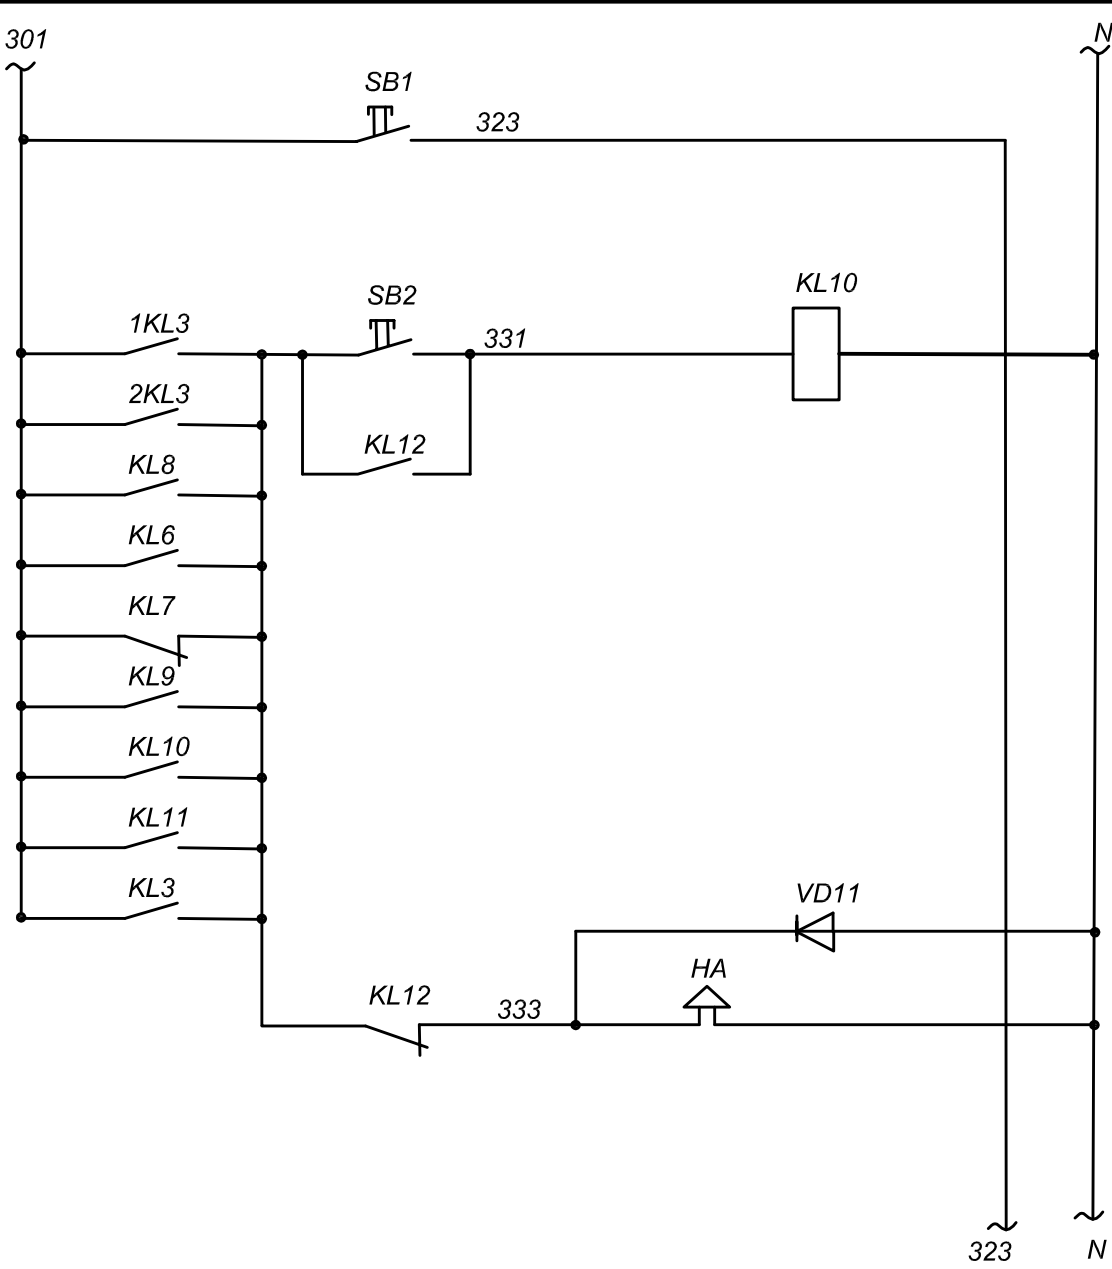 301
N
SB1
323
KL10
SB2
1KL3
331
2KL3
KL12
KL8
KL6
KL7
KL9
KL10
KL11
KL3
VD11
HA
KL12
333
323
N